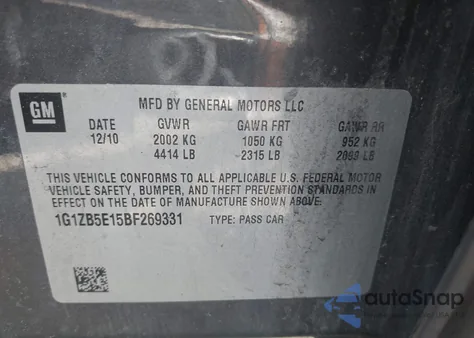 GM
MFD BY GENERAL MOTORS LLC
DATE GVWR GAWR FRT GAWR RR
12/10 2002 KG 1050 KG 952 KG
4414 LB 2315 LB 2099 LB
THIS VEHICLE CONFORMS TO ALL APPLICABLE U.S. FEDERAL MOTOR
VEHICLE SAFETY, BUMPER, AND THEFT PREVENTION STANDARDS IN
EFFECT ON THE DATE OF MANUFACTURE SHOWN ABOVE.
1G1ZB5E15BF269331 TYPE: PASS CAR
autoSnap